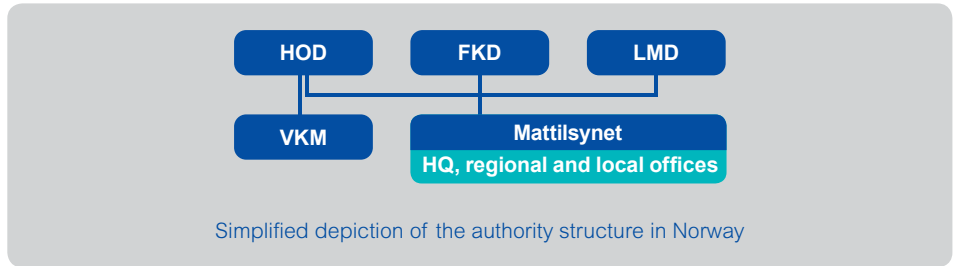 HOD
FKD
LMD
VKM
Mattilsynet
HQ, regional and local offices
Simplified depiction of the authority structure in Norway